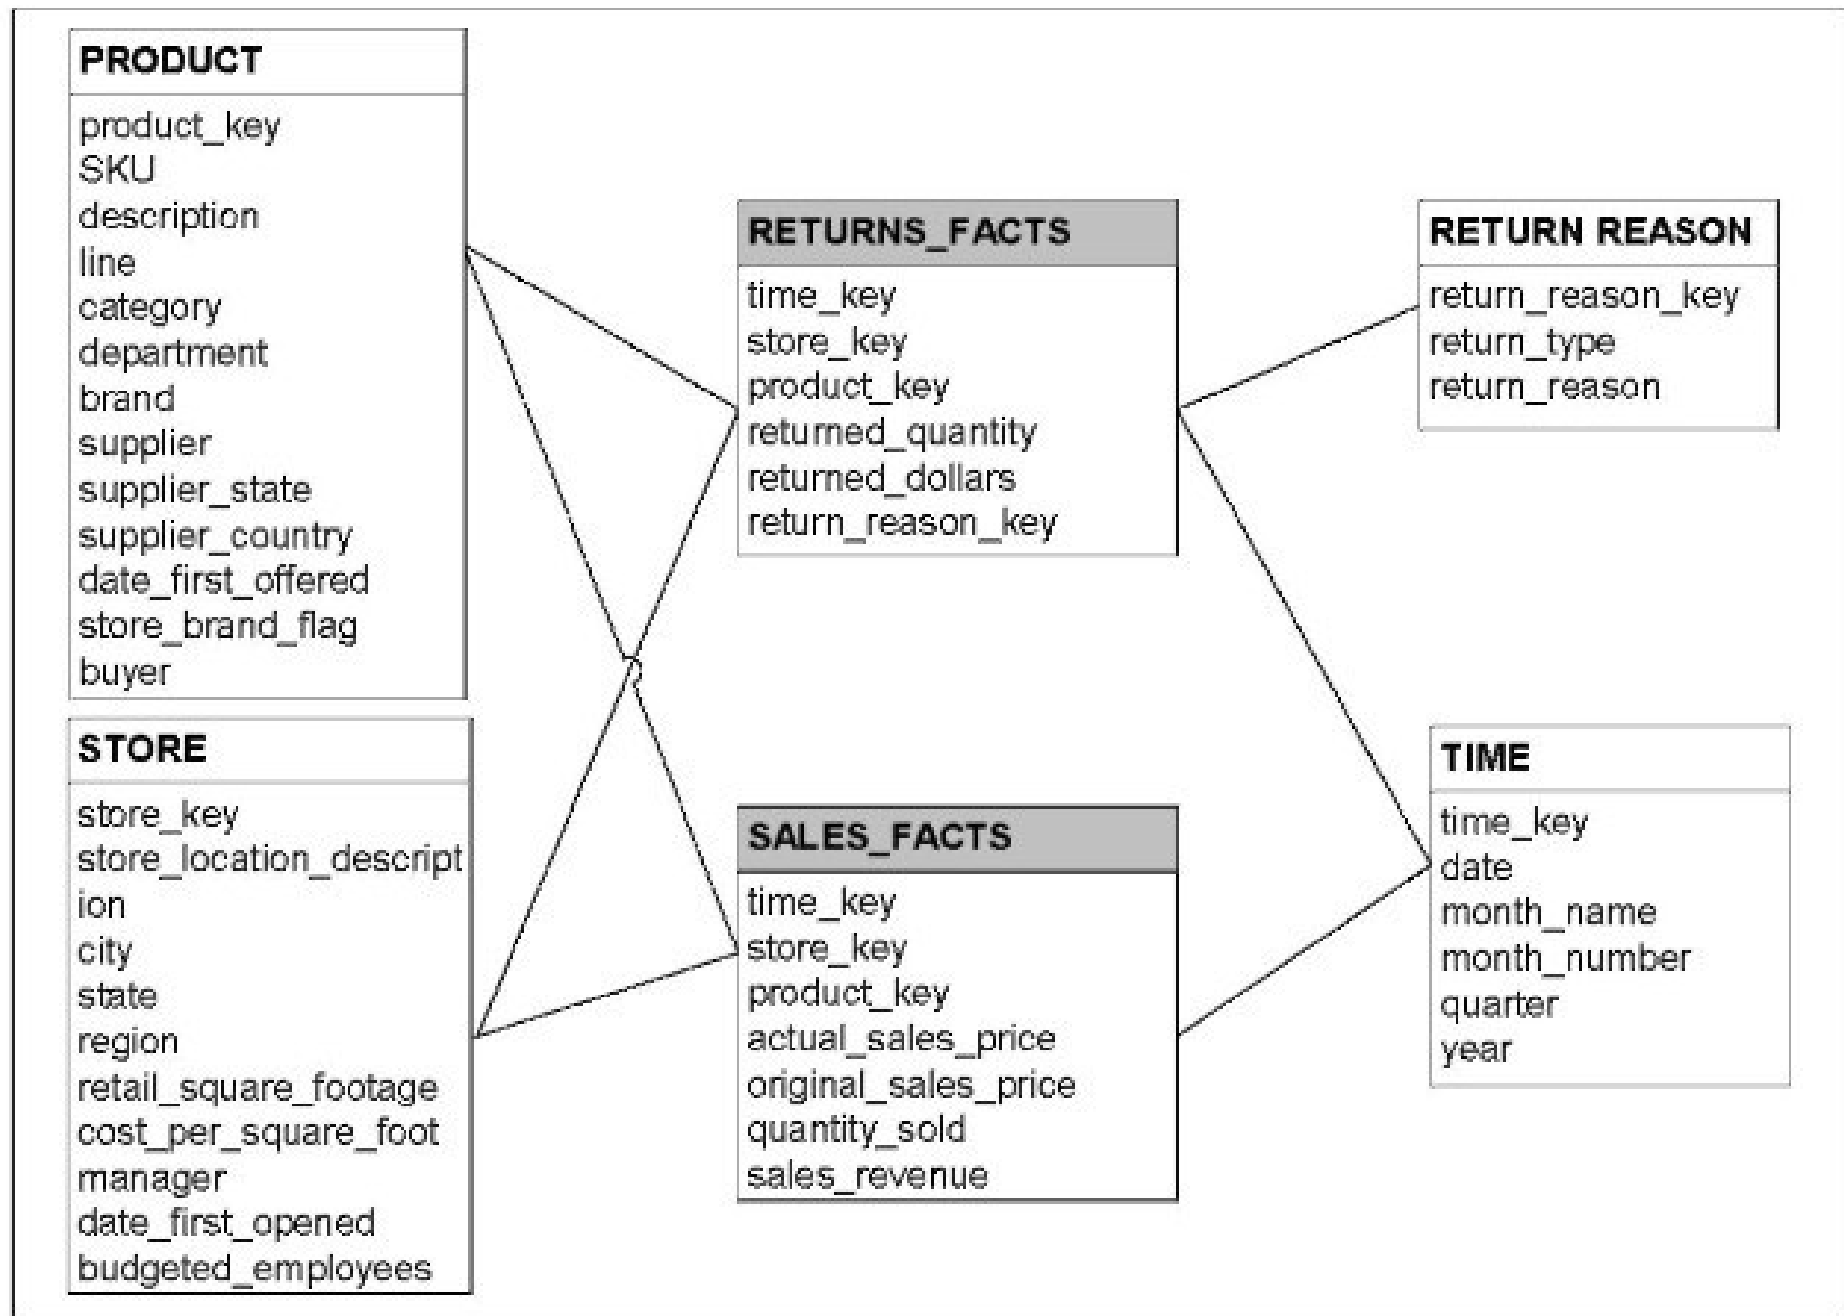 PRODUCT
product_key
SKU
description
line
category
department
brand
supplier
supplier_state
supplier_country
date_first_offered
store_brand_flag
buyer
STORE
store_key
store_location_descript
ion
city
state
region
retail_square_footage
cost_per_square_foot
manager
date_first_opened
budgeted_employees
RETURNS_FACTS
time_key
store_key
product_key
returned_quantity
returned_dollars
return_reason_key
SALES_FACTS
time_key
store_key
product_key
actual_sales_price
original_sales_price
quantity_sold
sales_revenue
RETURN REASON
return_reason_key
return_type
return_reason
TIME
time_key
date
month_name
month_number
quarter
year